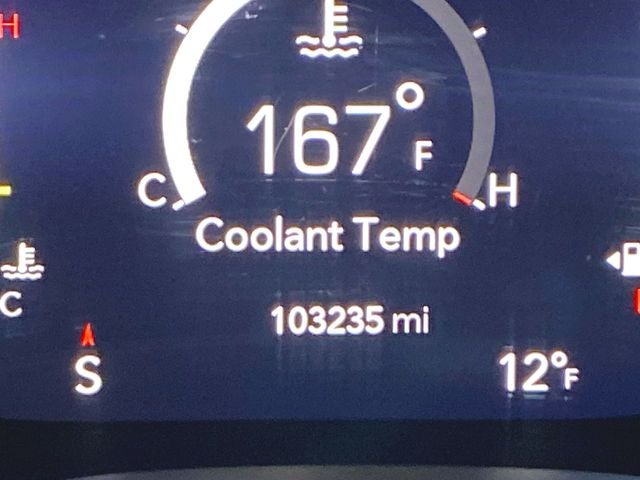 H
167°F
C H
Coolant Temp
C
103235 mi
S
12°F